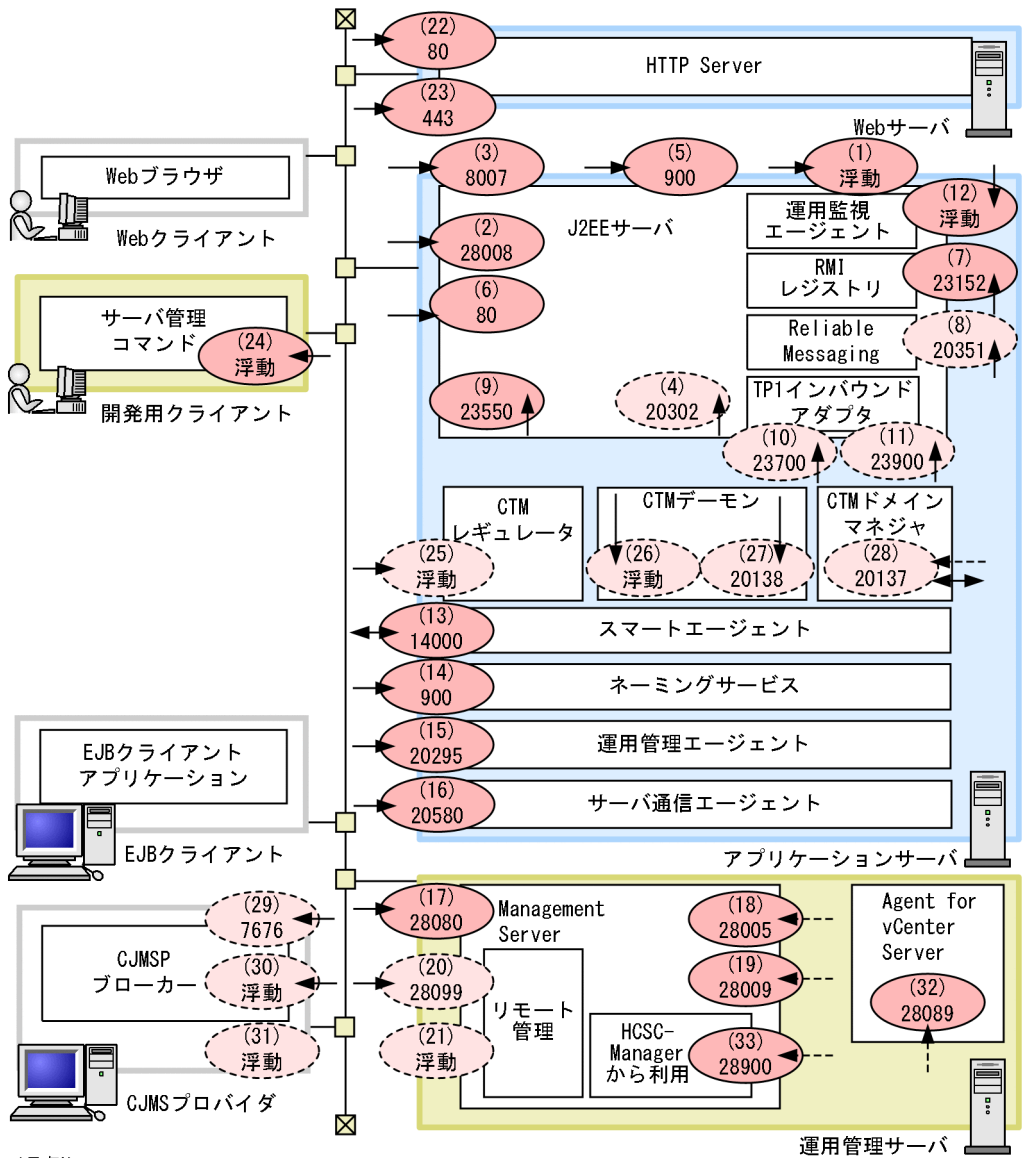 (22)
80
HTTP Server
(23)
443
Webサーバ
Webブラウザ
Webクライアント
(3)
8007
(5)
900
(1)
浮動
(12)
浮動
運用監視
エージェント
J2EEサーバ
(2)
28008
(7)
23152
RMI
レジストリ
(6)
80
(8)
20351
Reliable
Messaging
サーバ管理
コマンド
(24)
浮動
開発用クライアント
(9)
23550
(4)
20302
TP1インバウンド
アダプタ
(10)
23700
(11)
23900
CTM
レギュレータ
CTMデーモン
CTMドメイン
マネジャ
(25)
浮動
(26)
浮動
(27)
20138
(28)
20137
(13)
14000
スマートエージェント
(14)
900
ネーミングサービス
(15)
20295
運用管理エージェント
(16)
20580
サーバ通信エージェント
EJBクライアント
アプリケーション
EJBクライアント
アプリケーションサーバ
(17)
28080
Management
Server
(18)
28005
Agent for
vCenter
Server
(29)
7676
CJMSP
ブローカー
(30)
浮動
(20)
28099
(19)
28009
(32)
28089
リモート
管理
(31)
浮動
(21)
浮動
HCSC-
Manager
から利用
(33)
28900
CJMSプロバイダ
運用管理サーバ